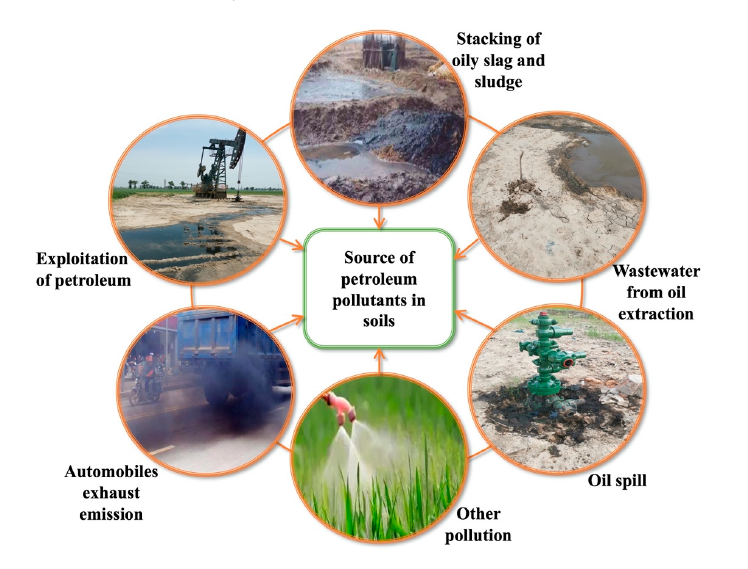 Stacking of
oily slag and
sludge
Exploitation
of petroleum
Source of
petroleum
pollutants in
soils
Wastewater
from oil
extraction
Automobiles
exhaust
emission
Oil spill
Other
pollution